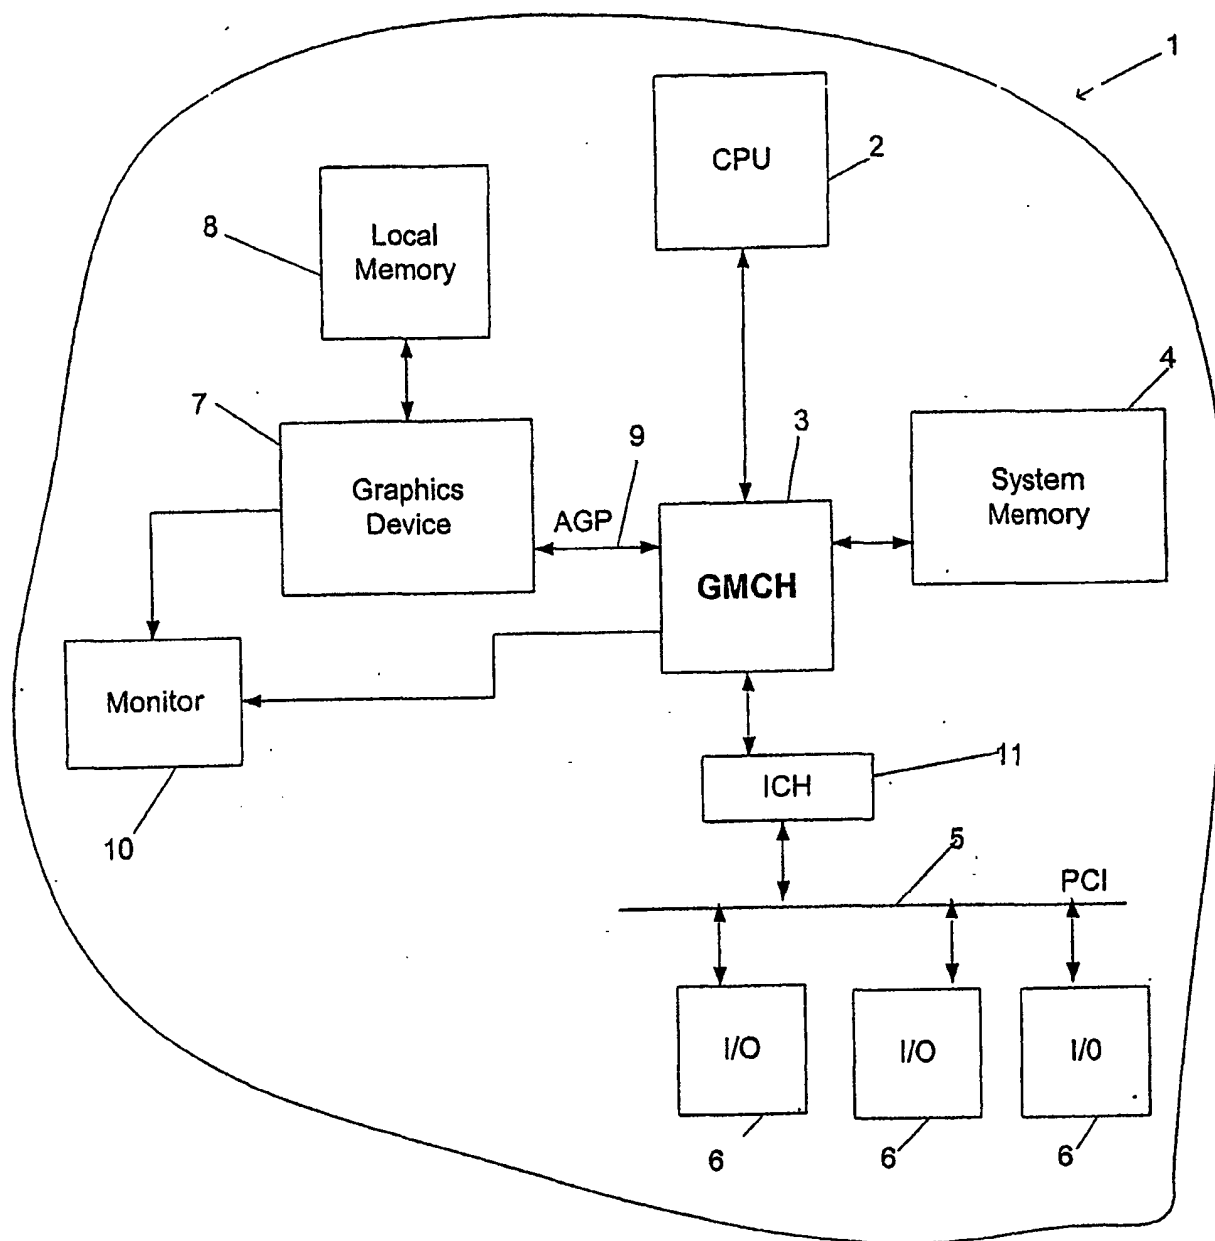 1
CPU
2
Local
Memory
8
4
7
3
9
System
Memory
Graphics
Device
AGP
GMCH
Monitor
10
11
ICH
5
PCI
I/O
I/O
I/0
6
6
6